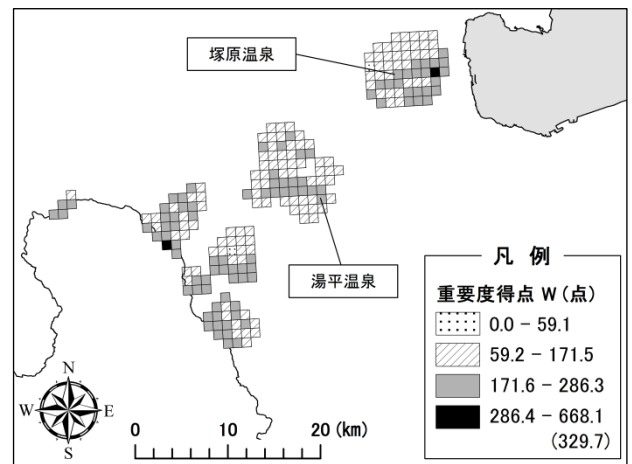 塚原温泉
湯平温泉
凡 例
重要度得点 W (点)
0.0 - 59.1
59.2 - 171.5
171.6 - 286.3
286.4 - 668.1
(329.7)
N
W E
S
0 10 20 (km)